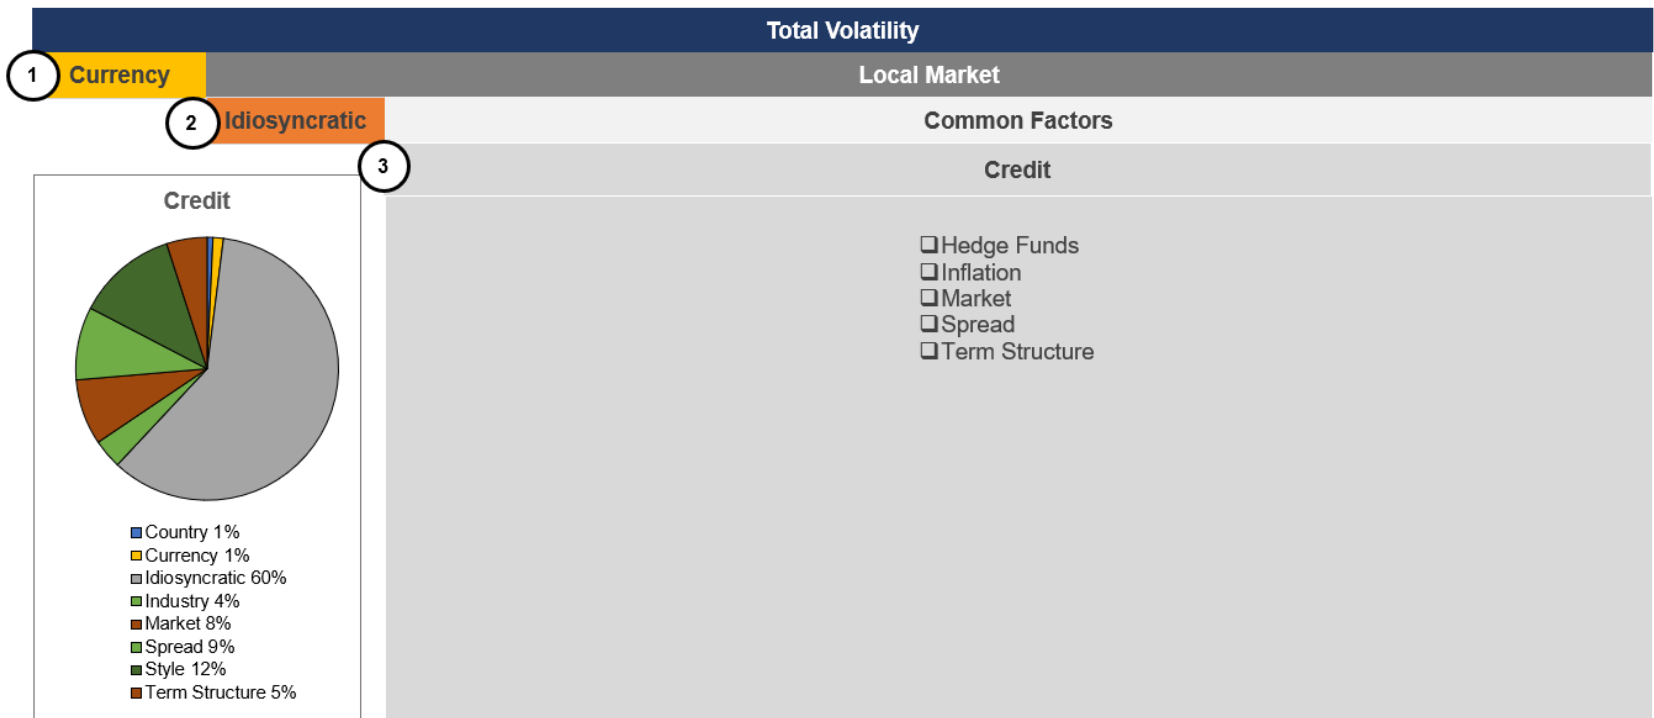 Total Volatility
1 Currency Local Market
2 Idiosyncratic Common Factors
3 Credit
Credit
Hedge Funds
Inflation
Market
Spread
Term Structure
Country 1%
Currency 1%
Idiosyncratic 60%
Industry 4%
Market 8%
Spread 9%
Style 12%
Term Structure 5%